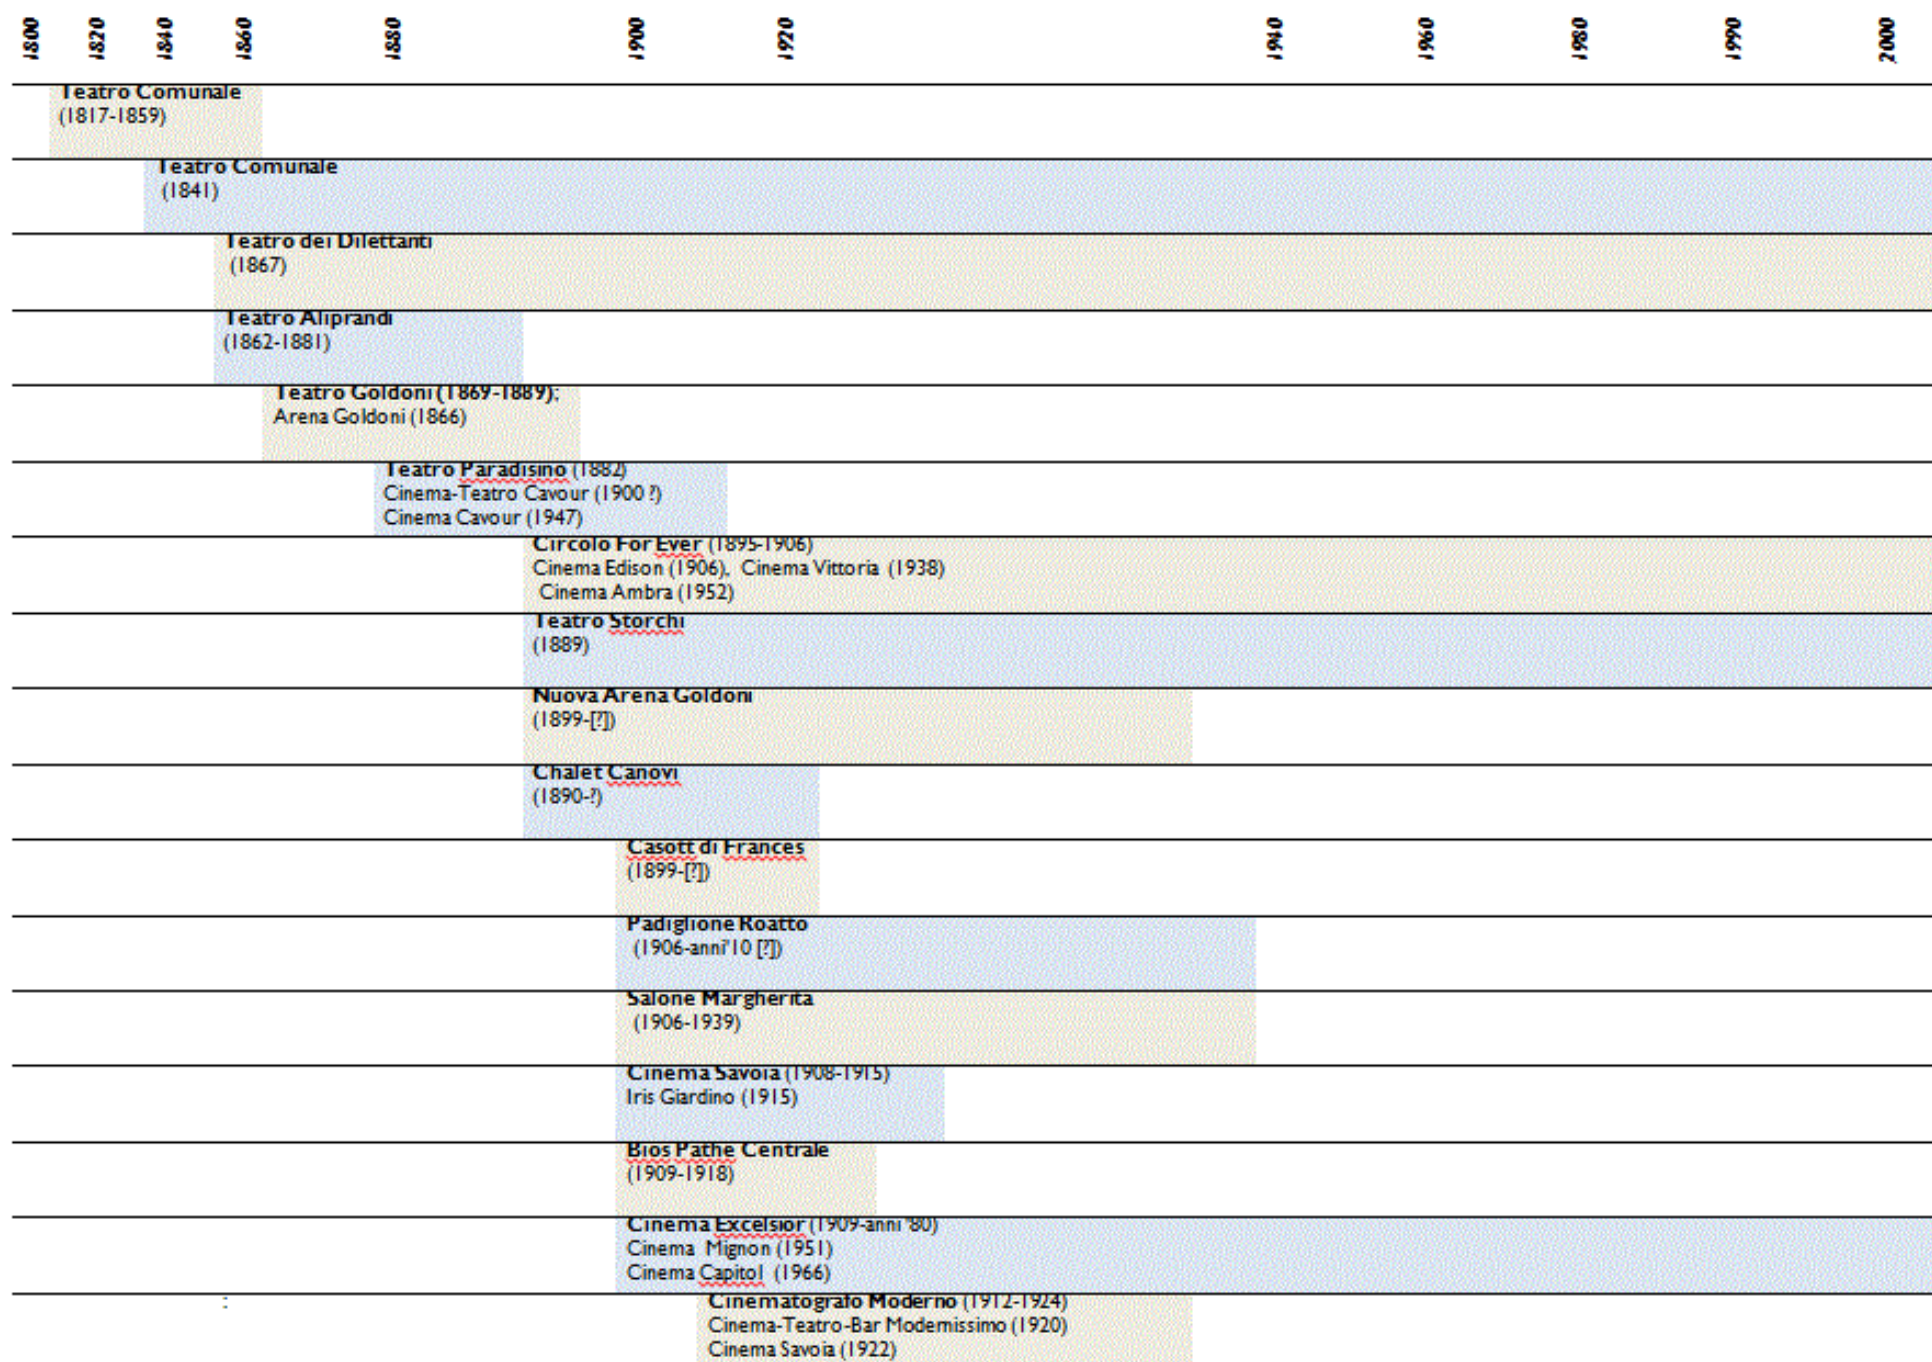 1800 1820 1840 1860 1880 1900 1920 1940 1960 1980 1990 2000
Teatro Comunale
(1817-1859)
Teatro Comunale
(1841)
Teatro dei Dilettanti
(1867)
Teatro Aliprandi
(1862-1881)
Teatro Goldoni (1869-1889);
Arena Goldoni (1866)
Teatro Paradisino (1882)
Cinema-Teatro Cavour (1900 ?)
Cinema Cavour (1947)
Circolo For Ever (1895-1906)
Cinema Edison (1906), Cinema Vittoria (1938)
Cinema Ambra (1952)
Teatro Storchi
(1889)
Nuova Arena Goldoni
(1899-[?])
Chalet Canovi
(1890-?)
Casott di Frances
(1899-[?])
Padiglione Roatto
(1906-anni'10 [?])
Salone Margherita
(1906-1939)
Cinema Savoia (1908-1915)
Iris Giardino (1915)
Bios Pathe Centrale
(1909-1918)
Cinema Excelsior (1909-anni '80)
Cinema Mignon (1951)
Cinema Capitol (1966)
:
Cinematografo Moderno (1912-1924)
Cinema-Teatro-Bar Modernissimo (1920)
Cinema Savoia (1922)